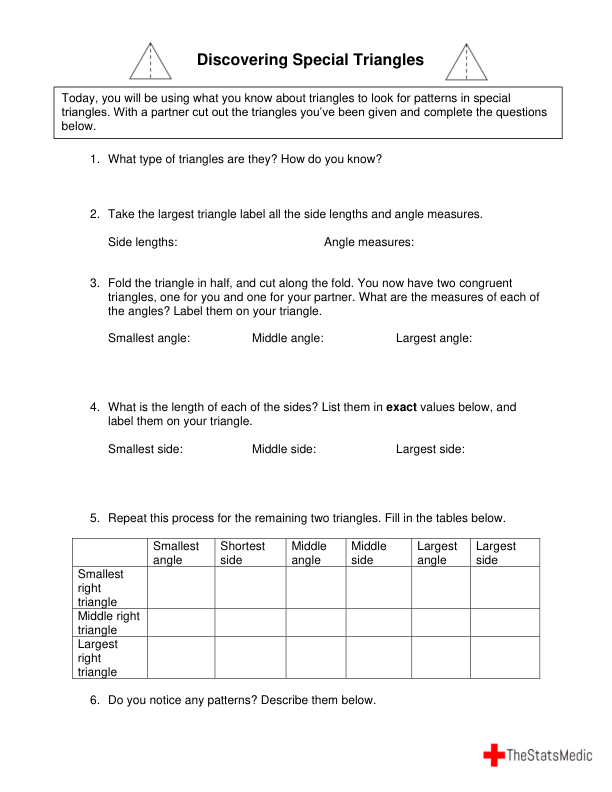 Discovering Special Triangles
Today, you will be using what you know about triangles to look for patterns in special
triangles. With a partner cut out the triangles you've been given and complete the questions
below.
1. What type of triangles are they? How do you know?
2. Take the largest triangle label all the side lengths and angle measures.
Side lengths: Angle measures:
3. Fold the triangle in half, and cut along the fold. You now have two congruent
triangles, one for you and one for your partner. What are the measures of each of
the angles? Label them on your triangle.
Smallest angle: Middle angle: Largest angle:
4. What is the length of each of the sides? List them in exact values below, and
label them on your triangle.
Smallest side: Middle side: Largest side:
5. Repeat this process for the remaining two triangles. Fill in the tables below.
Smallest Shortest Middle Middle Largest Largest
angle side angle side angle side
Smallest
right
triangle
Middle right
triangle
Largest
right
triangle
6. Do you notice any patterns? Describe them below.
TheStatsMedic